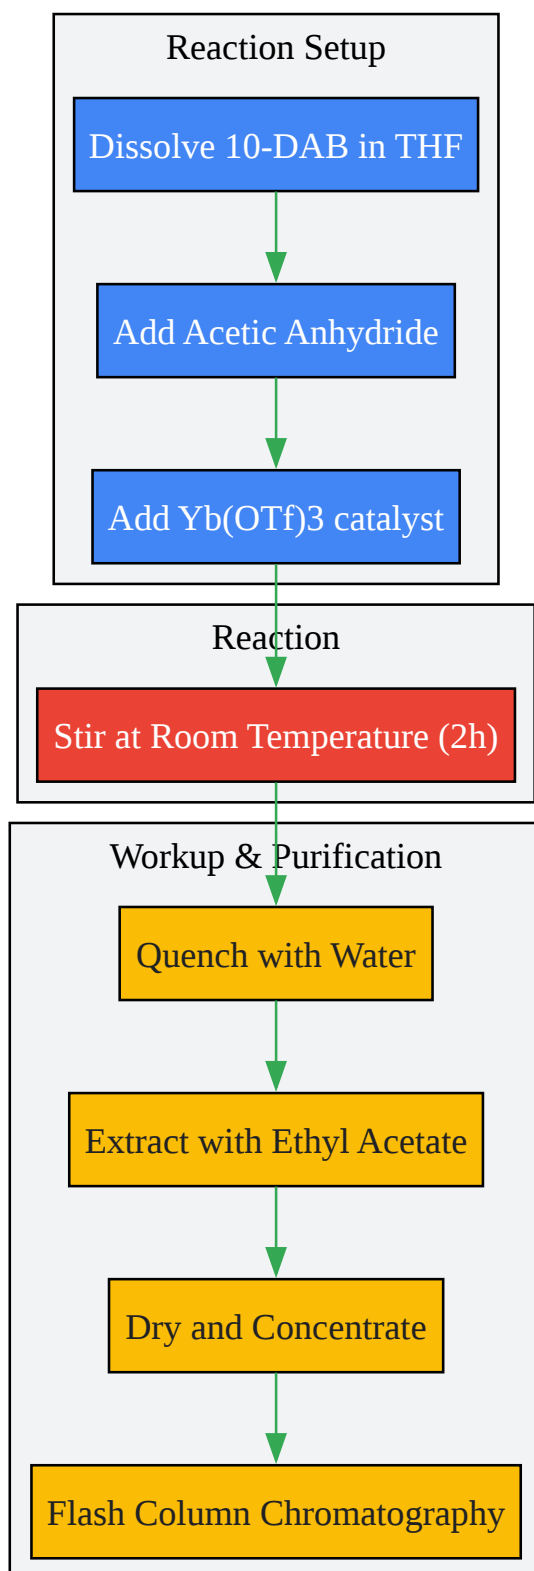 Reaction Setup
Dissolve 10-DAB in THF
Add Acetic Anhydride
Add Yb(OTf)3 catalyst
Reaction
Stir at Room Temperature (2h)
Workup & Purification
Quench with Water
Extract with Ethyl Acetate
Dry and Concentrate
Flash Column Chromatography